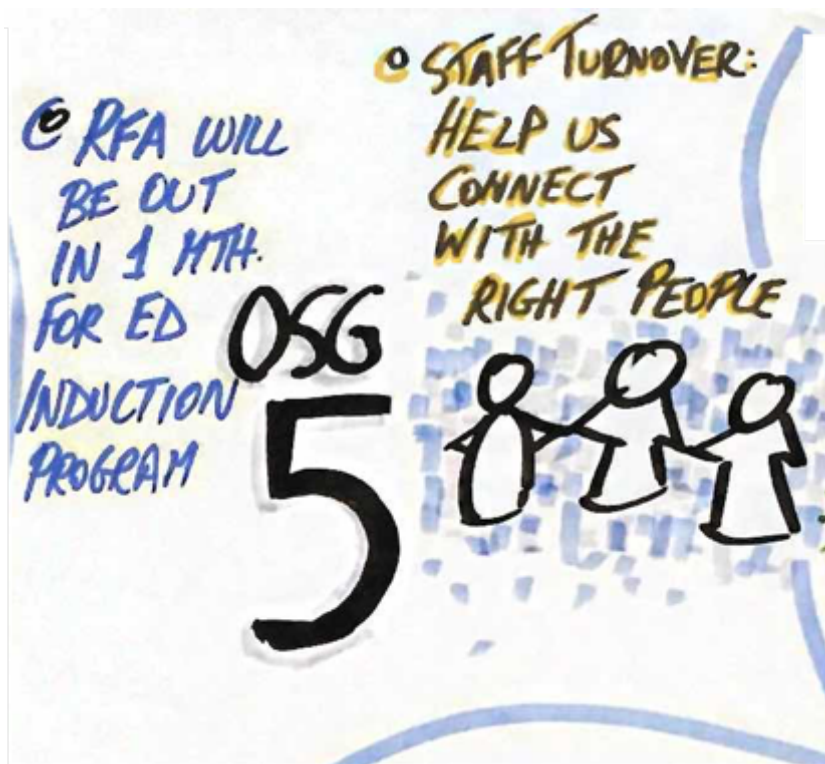 RFA WILL
BE OUT
IN 1 MTH.
FOR ED
INDUCTION
PROGRAM
STAFF TURNOVER:
HELP US
CONNECT
WITH THE
RIGHT PEOPLE
OSG
5